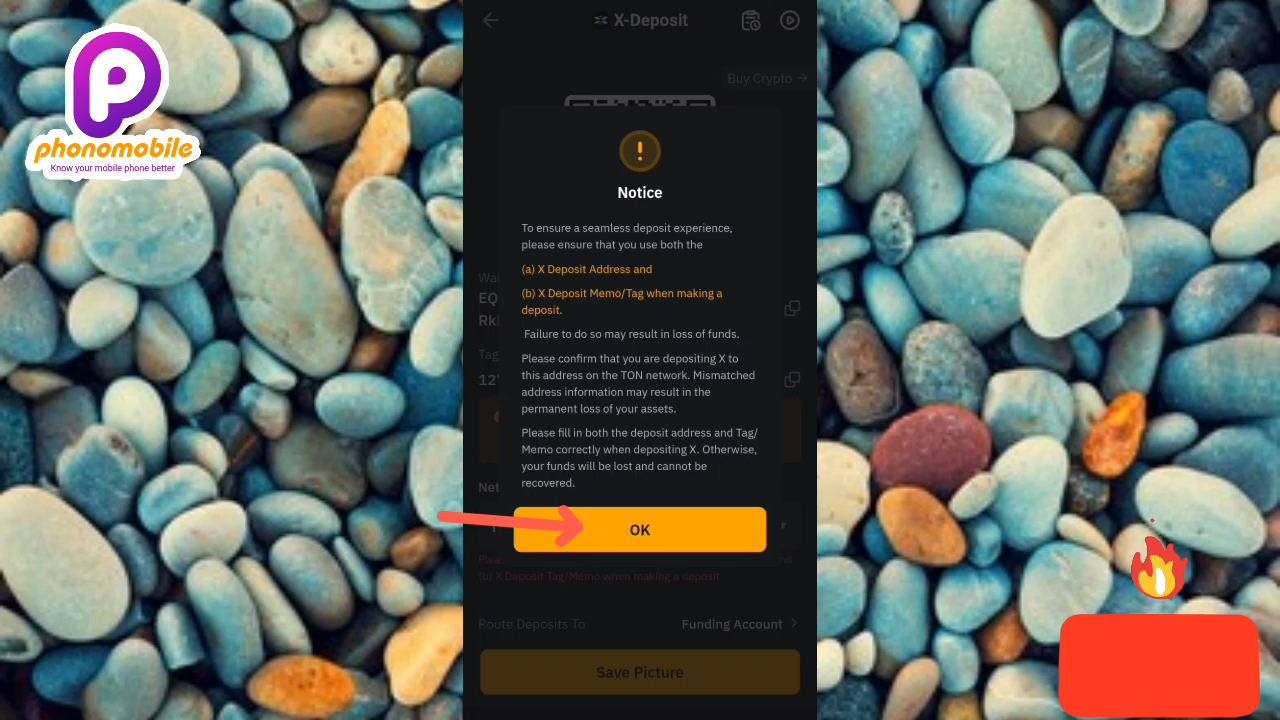 phonomobile
Know your mobile phone better
X-Deposit
Buy Crypto →
Notice
To ensure a seamless deposit experience,
please ensure that you use both the
(a) X Deposit Address and
(b) X Deposit Memo/Tag when making a
deposit.
Failure to do so may result in loss of funds.
Please confirm that you are depositing X to
this address on the TON network. Mismatched
address information may result in the
permanent loss of your assets.
Please fill in both the deposit address and Tag/
Memo correctly when depositing X. Otherwise,
your funds will be lost and cannot be
recovered.
OK
EQ
Tag
Net
(b) X Deposit Tag/Memo when making a deposit
Route Deposits To Funding Account
Save Picture